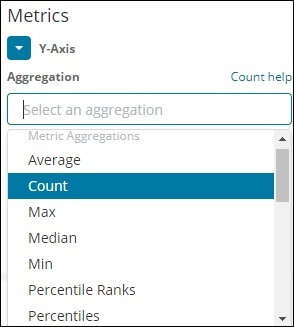 Metrics
Y-Axis
Aggregation Count help
Select an aggregation
Metric Aggregations
Average
Count
Max
Median
Min
Percentile Ranks
Percentiles